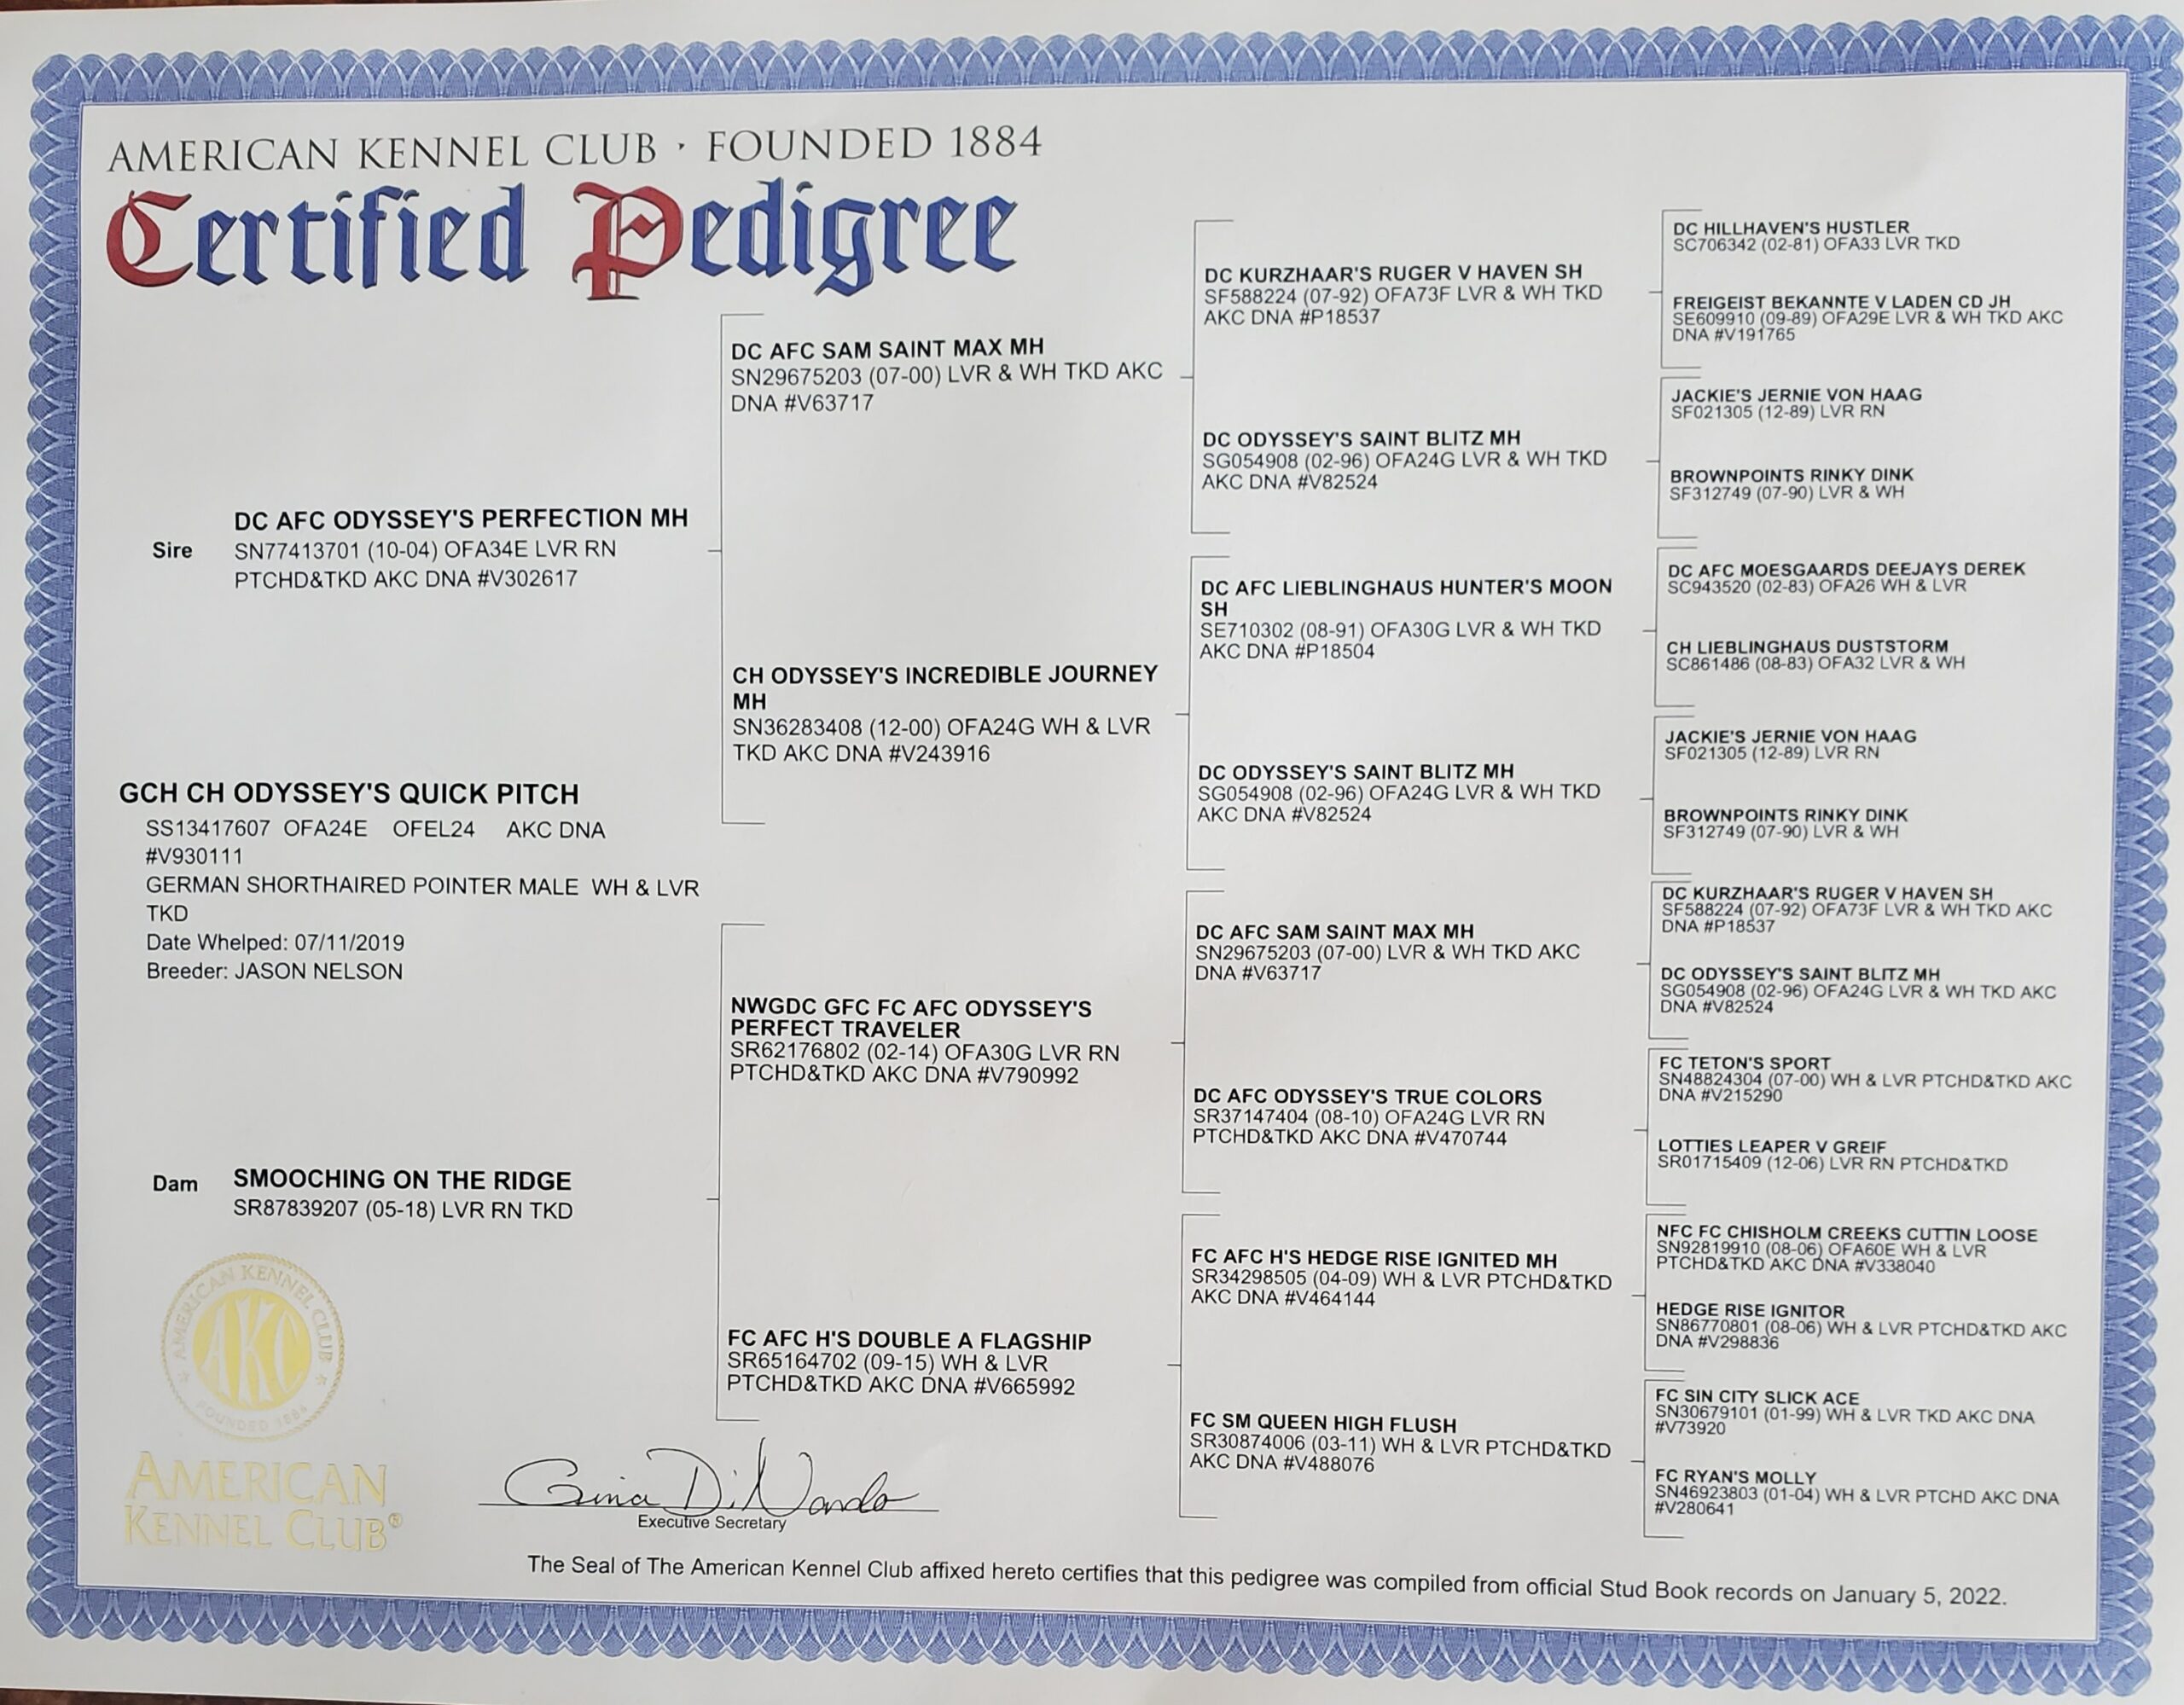 AMERICAN KENNEL CLUB · FOUNDED 1884
Certified Pedigree
Sire
DC AFC ODYSSEY'S PERFECTION MH
SN77413701 (10-04) OFA34E LVR RN
PTCHD&TKD AKC DNA #V302617
GCH CH ODYSSEY'S QUICK PITCH
SS13417607 OFA24E OFEL24 AKC DNA
#V930111
GERMAN SHORTHAIRED POINTER MALE WH & LVR
TKD
Date Whelped: 07/11/2019
Breeder: JASON NELSON
Dam
SMOOCHING ON THE RIDGE
SR87839207 (05-18) LVR RN TKD
DC AFC SAM SAINT MAX MH
SN29675203 (07-00) LVR & WH TKD AKC
DNA #V63717
CH ODYSSEY'S INCREDIBLE JOURNEY
MH
SN36283408 (12-00) OFA24G WH & LVR
TKD AKC DNA #V243916
NWGDC GFC FC AFC ODYSSEY'S
PERFECT TRAVELER
SR62176802 (02-14) OFA30G LVR RN
PTCHD&TKD AKC DNA #V790992
FC AFC H'S DOUBLE A FLAGSHIP
SR65164702 (09-15) WH & LVR
PTCHD&TKD AKC DNA #V665992
DC KURZHAAR'S RUGER V HAVEN SH
SF588224 (07-92) OFA73F LVR & WH TKD
AKC DNA #P18537
DC ODYSSEY'S SAINT BLITZ MH
SG054908 (02-96) OFA24G LVR & WH TKD
AKC DNA #V82524
DC AFC LIEBLINGHAUS HUNTER'S MOON
SH
SE710302 (08-91) OFA30G LVR & WH TKD
AKC DNA #P18504
DC ODYSSEY'S SAINT BLITZ MH
SG054908 (02-96) OFA24G LVR & WH TKD
AKC DNA #V82524
DC AFC SAM SAINT MAX MH
SN29675203 (07-00) LVR & WH TKD AKC
DNA #V63717
DC AFC ODYSSEY'S TRUE COLORS
SR37147404 (08-10) OFA24G LVR RN
PTCHD&TKD AKC DNA #V470744
FC AFC H'S HEDGE RISE IGNITED MH
SR34298505 (04-09) WH & LVR PTCHD&TKD
AKC DNA #V464144
FC SM QUEEN HIGH FLUSH
SR30874006 (03-11) WH & LVR PTCHD&TKD
AKC DNA #V488076
DC HILLHAVEN'S HUSTLER
SC706342 (02-81) OFA33 LVR TKD
FREIGEIST BEKANNTE V LADEN CD JH
SE609910 (09-89) OFA29E LVR & WH TKD AKC
DNA #V191765
JACKIE'S JERNIE VON HAAG
SF021305 (12-89) LVR RN
BROWNPOINTS RINKY DINK
SF312749 (07-90) LVR & WH
DC AFC MOESGAARDS DEEJAYS DEREK
SC943520 (02-83) OFA26 WH & LVR
CH LIEBLINGHAUS DUSTSTORM
SC861486 (08-83) OFA32 LVR & WH
JACKIE'S JERNIE VON HAAG
SF021305 (12-89) LVR RN
BROWNPOINTS RINKY DINK
SF312749 (07-90) LVR & WH
DC KURZHAAR'S RUGER V HAVEN SH
SF588224 (07-92) OFA73F LVR & WH TKD AKC
DNA #P18537
DC ODYSSEY'S SAINT BLITZ MH
SG054908 (02-96) OFA24G LVR & WH TKD AKC
DNA #V82524
FC TETON'S SPORT
SN48824304 (07-00) WH & LVR PTCHD&TKD AKC
DNA #V215290
LOTTIES LEAPER V GREIF
SR01715409 (12-06) LVR RN PTCHD&TKD
NFC FC CHISHOLM CREEKS CUTTIN LOOSE
SN92819910 (08-06) OFA60E WH & LVR
PTCHD&TKD AKC DNA #V338040
HEDGE RISE IGNITOR
SN86770801 (08-06) WH & LVR PTCHD&TKD AKC
DNA #V298836
FC SIN CITY SLICK ACE
SN30679101 (01-99) WH & LVR TKD AKC DNA
#V73920
FC RYAN'S MOLLY
SN46923803 (01-04) WH & LVR PTCHD AKC DNA
#V280641
AMERICAN KENNEL CLUB
AKC
FOUNDED 1884
AMERICAN
KENNEL CLUB®
Gina DiNardo
Executive Secretary
The Seal of The American Kennel Club affixed hereto certifies that this pedigree was compiled from official Stud Book records on January 5, 2022.